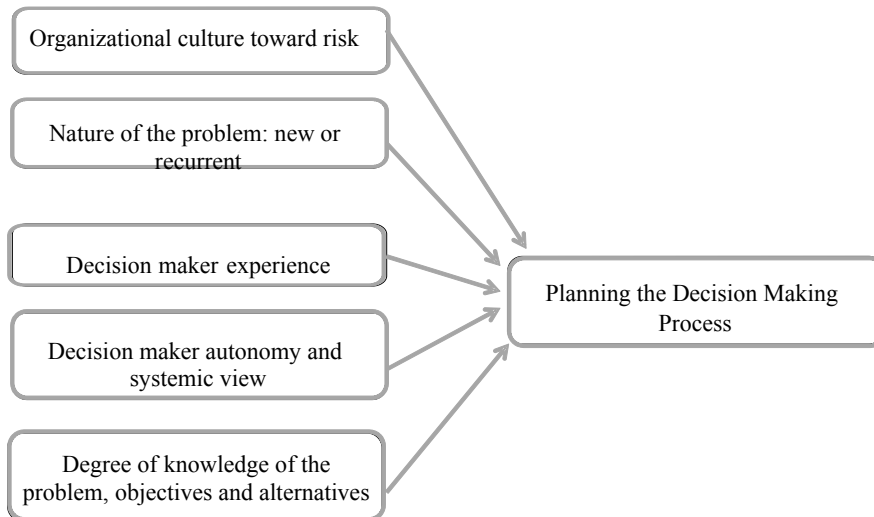 Organizational culture toward risk
Nature of the problem: new or
recurrent
Decision maker experience
Decision maker autonomy and
systemic view
Degree of knowledge of the
problem, objectives and alternatives
Planning the Decision Making
Process